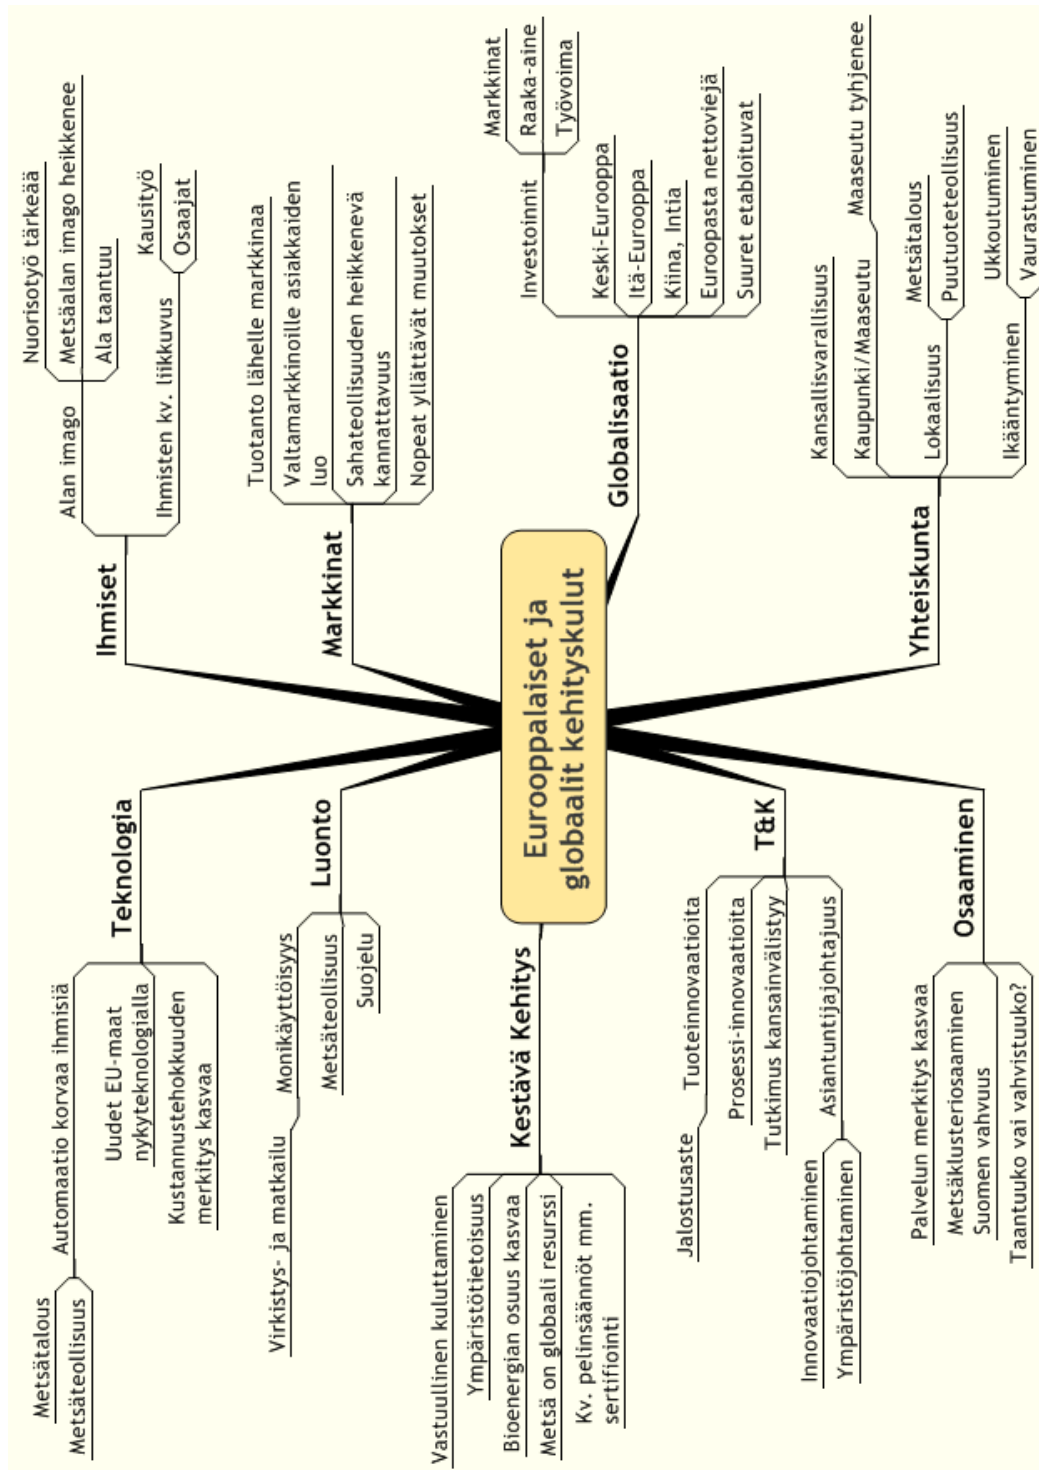 Eurooppalaiset ja
globaalit kehityskulut
Teknologia
Automaatio korvaa ihmisiä
Metsätalous
Metsäteollisuus
Uudet EU-maat
nykyteknologialla
Kustannustehokkuuden
merkitys kasvaa
Luonto
Monikäyttöisyys
Virkistys- ja matkailu
Metsäteollisuus
Suojelu
Kestävä Kehitys
Vastuullinen kuluttaminen
Ympäristötietoisuus
Bioenergian osuus kasvaa
Metsä on globaali resurssi
Kv. pelinsäännöt mm.
sertifiointi
T&K
Tuoteinnovaatioita
Jalostusaste
Prosessi-innovaatioita
Tutkimus kansainvälistyy
Asiantuntijajohtajuus
Innovaatiojohtaminen
Ympäristöjohtaminen
Osaaminen
Palvelun merkitys kasvaa
Metsäklusteriosaaminen
Suomen vahvuus
Taantuuko vai vahvistuuko?
Ihmiset
Alan imago
Nuorisotyö tärkeää
Metsäalan imago heikkenee
Ala taantuu
Ihmisten kv. liikkuvus
Kausityö
Osaajat
Markkinat
Tuotanto lähelle markkinaa
Valtamarkkinoille asiakkaiden
luo
Sahateollisuuden heikkenevä
kannattavuus
Nopeat yllättävät muutokset
Globalisaatio
Investoinnit
Markkinat
Raaka-aine
Työvoima
Keski-Eurooppa
Itä-Eurooppa
Kiina, Intia
Euroopasta nettoviejä
Suuret etabloituvat
Yhteiskunta
Kansallisvarallisuus
Kaupunki/Maaseutu
Maaseutu tyhjenee
Lokaalisuus
Metsätalous
Puutuoteteollisuus
Ikääntyminen
Ukkoutuminen
Vaurastuminen